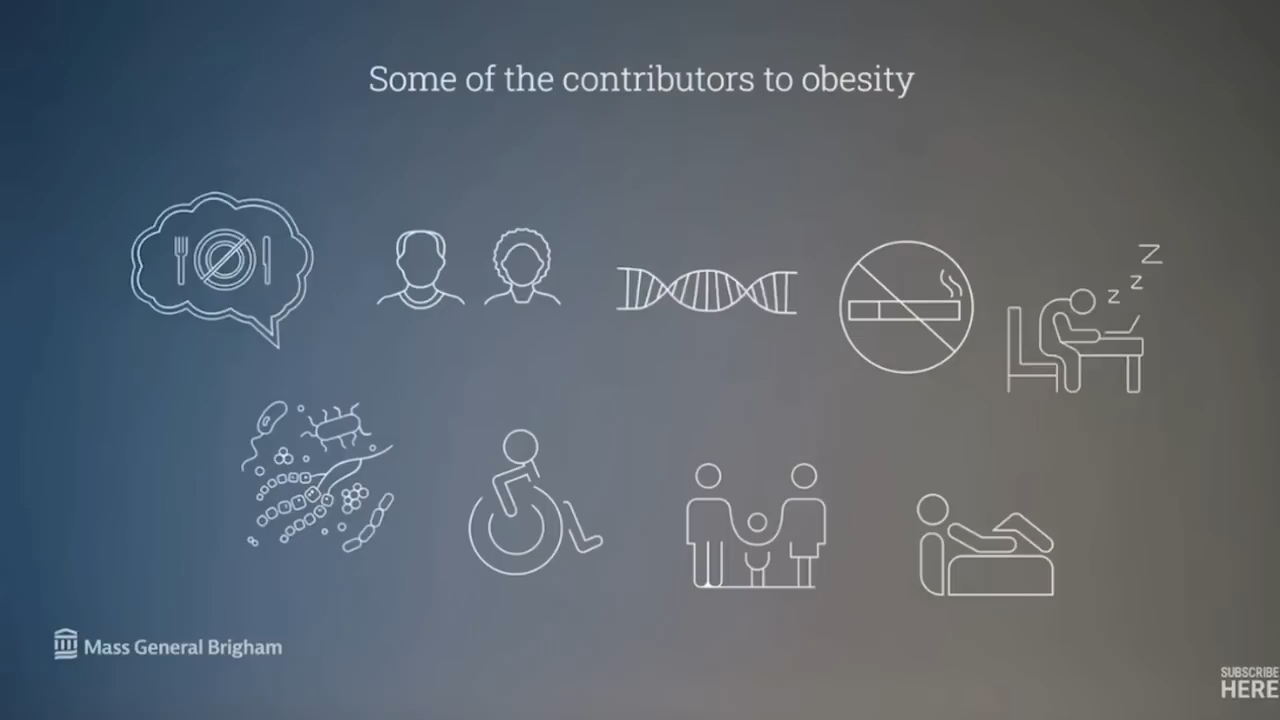 Some of the contributors to obesity
z
z
z
Mass General Brigham
SUBSCRIBE
HERE